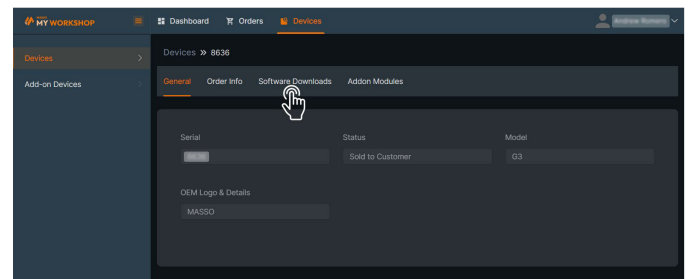 MY WORKSHOP
Dashboard Orders Devices
Devices
Add-on Devices
Devices » 8636
General Order Info Software Downloads Addon Modules
Serial Status Model
Sold to Customer G3
OEM Logo & Details
MASSO